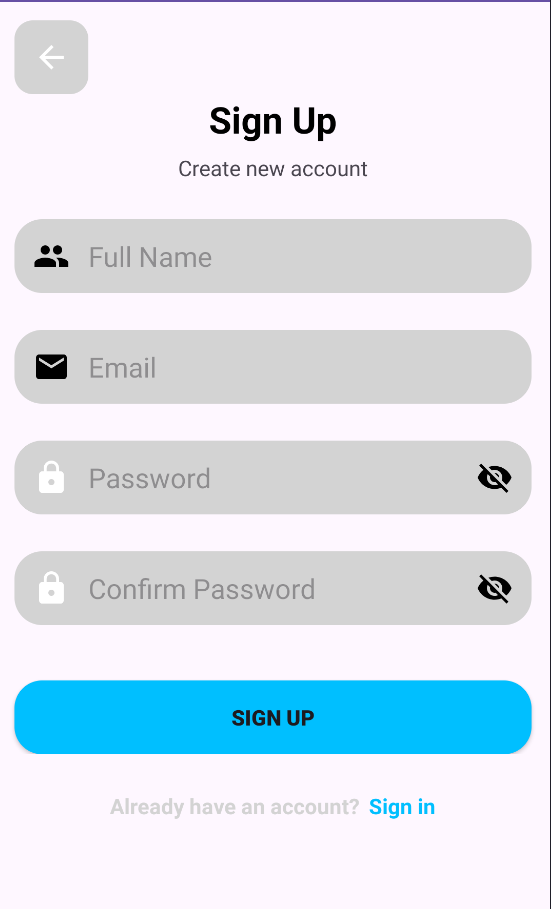 Sign Up
Create new account
Full Name
Email
Password
Confirm Password
SIGN UP
Already have an account? Sign in